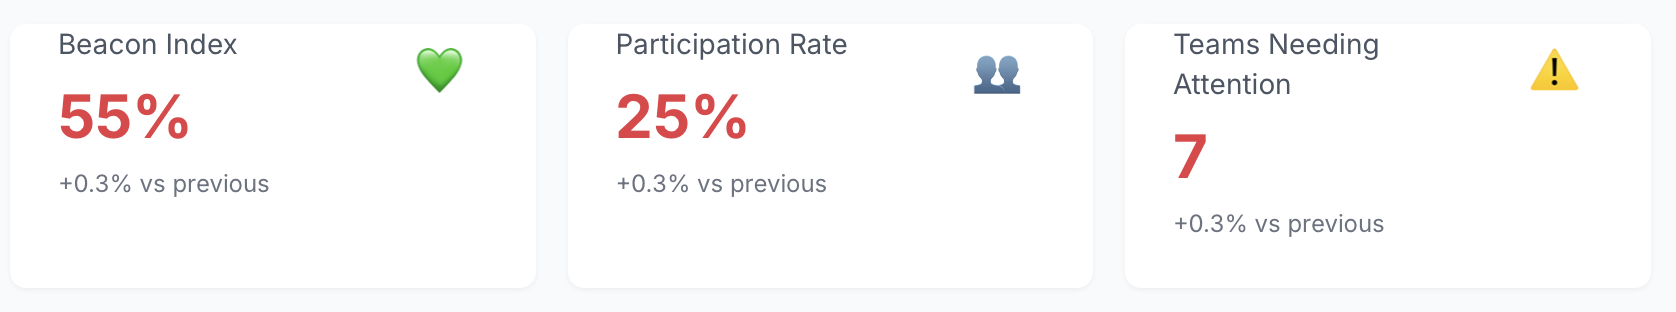 Beacon Index
55%
+0.3% vs previous
Participation Rate
25%
+0.3% vs previous
Teams Needing
Attention
7
+0.3% vs previous